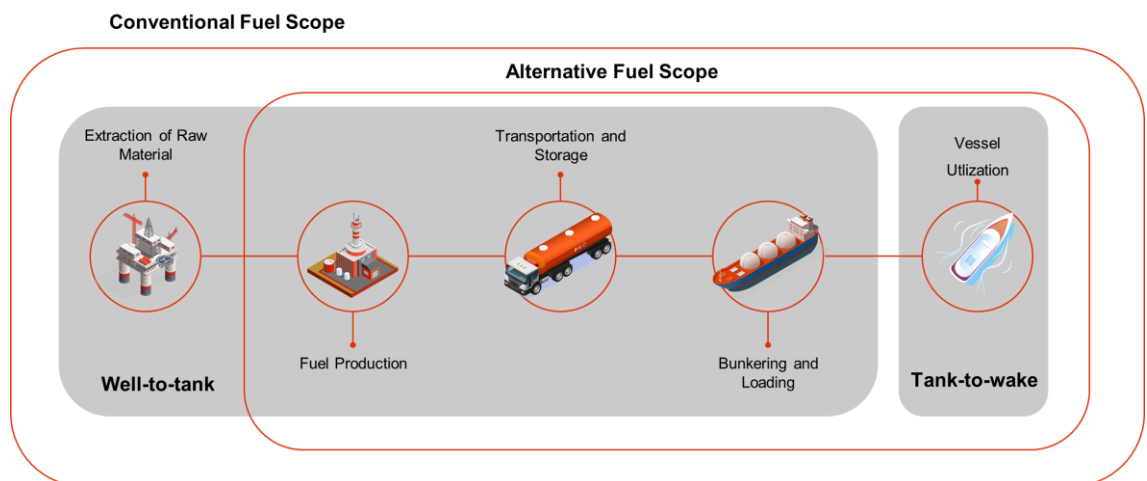 Conventional Fuel Scope
Alternative Fuel Scope
Extraction of Raw
Material
Transportation and
Storage
Vessel
Utlization
Fuel Production
Bunkering and
Loading
Well-to-tank
Tank-to-wake